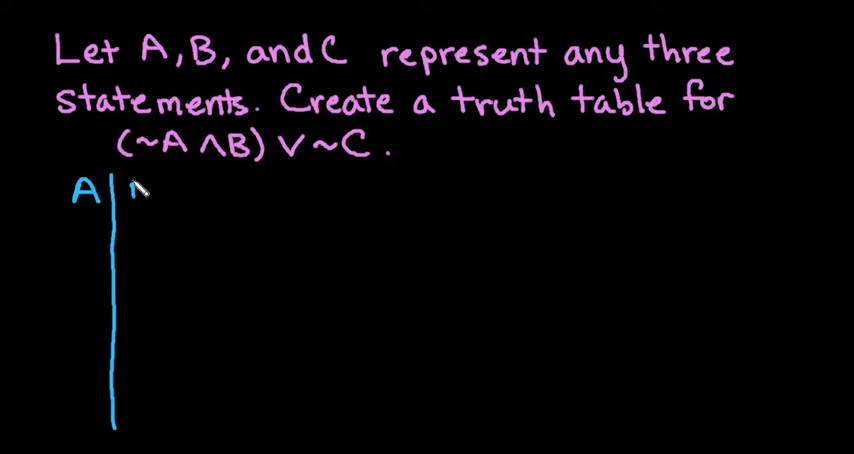 Let A, B, and C represent any three
statements. Create a truth table for
(~A ∧ B) ∨ ~C.
A